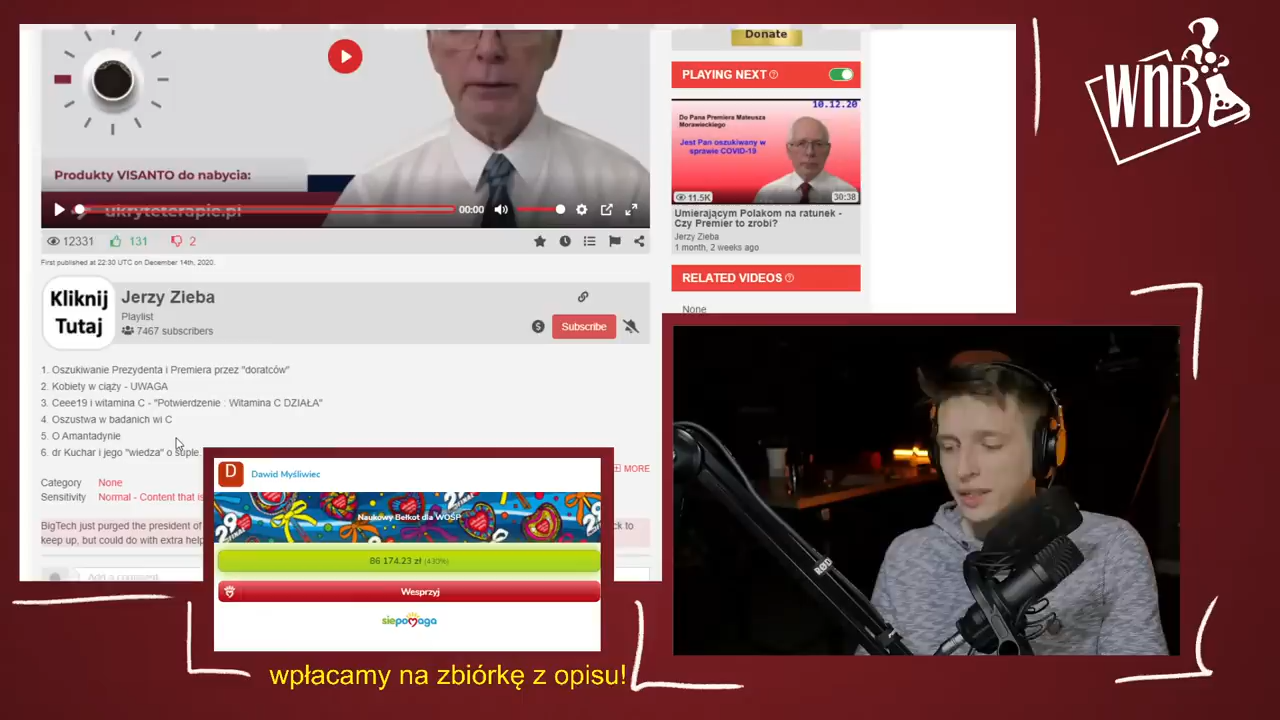 Produkty VISANTO do nabycia:
ukryteterapie.pl
00:00
12331 131 2
First published at 22:30 UTC on December 14th, 2020.
Kliknij
Tutaj
Jerzy Zieba
Playlist
7467 subscribers
Subscribe
1. Oszukiwanie Prezydenta i Premiera przez "doratców"
2. Kobiety w ciąży - UWAGA
3. Ceee19 i witamina C - "Potwierdzenie : Witamina C DZIAŁA"
4. Oszustwa w badanich wi C
5. O Amantadynie
6. dr Kuchar i jego "wiedza" o suple.
MORE
Category None
Sensitivity Normal - Content that is
BigTech just purged the president of
keep up, but could do with extra help
ck to
Add a comment
Donate
PLAYING NEXT
10.12.20
Do Pana Premiera Mateusza
Morawieckiego
Jest Pan oszukiwany w
sprawie COVID-19
11.5K 30:38
Umierającym Polakom na ratunek -
Czy Premier to zrobi?
Jerzy Zieba
1 month, 2 weeks ago
RELATED VIDEOS
None
WNB
D
Dawid Myśliwiec
Naukowy Bełkot dla WOŚP
86 174.23 zł (430%)
Wesprzyj
siepomaga
RØDE
wpłacamy na zbiórkę z opisu!